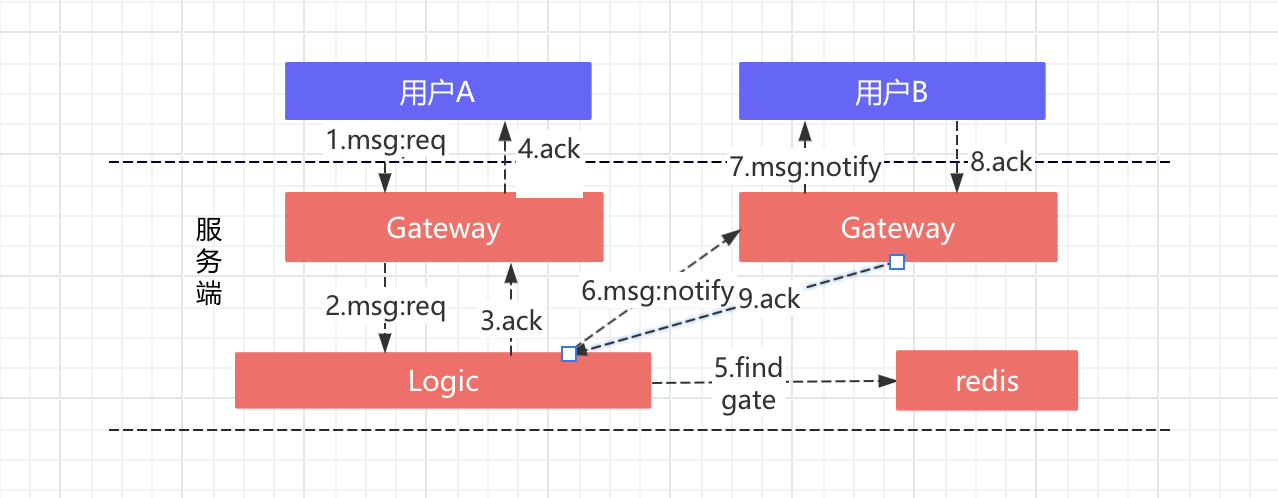 用户A
用户B
1.msg:req
4.ack
7.msg:notify
8.ack
Gateway
Gateway
服
务
端
2.msg:req
3.ack
6.msg:notify
9.ack
Logic
5.find
gate
redis